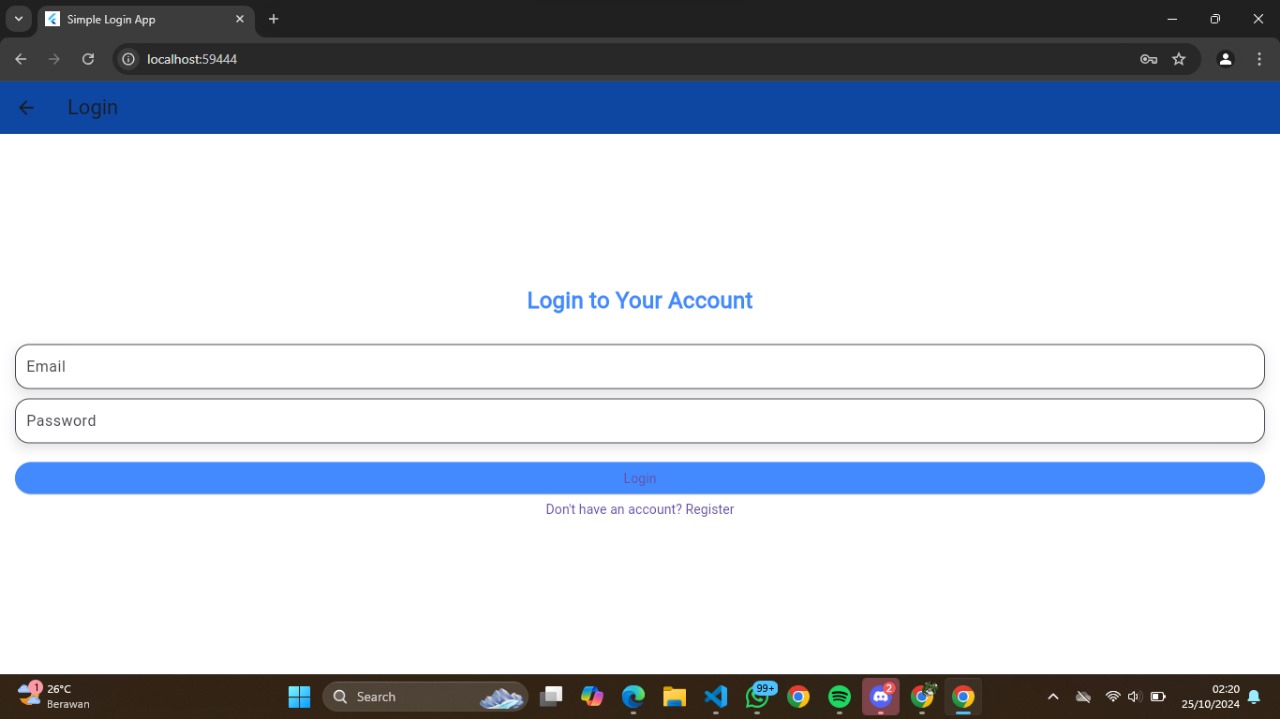 Simple Login App
localhost:59444
Login
Login to Your Account
Email
Password
Login
Don't have an account? Register
1
26°C
Berawan
Search
99+
2
02:20
25/10/2024